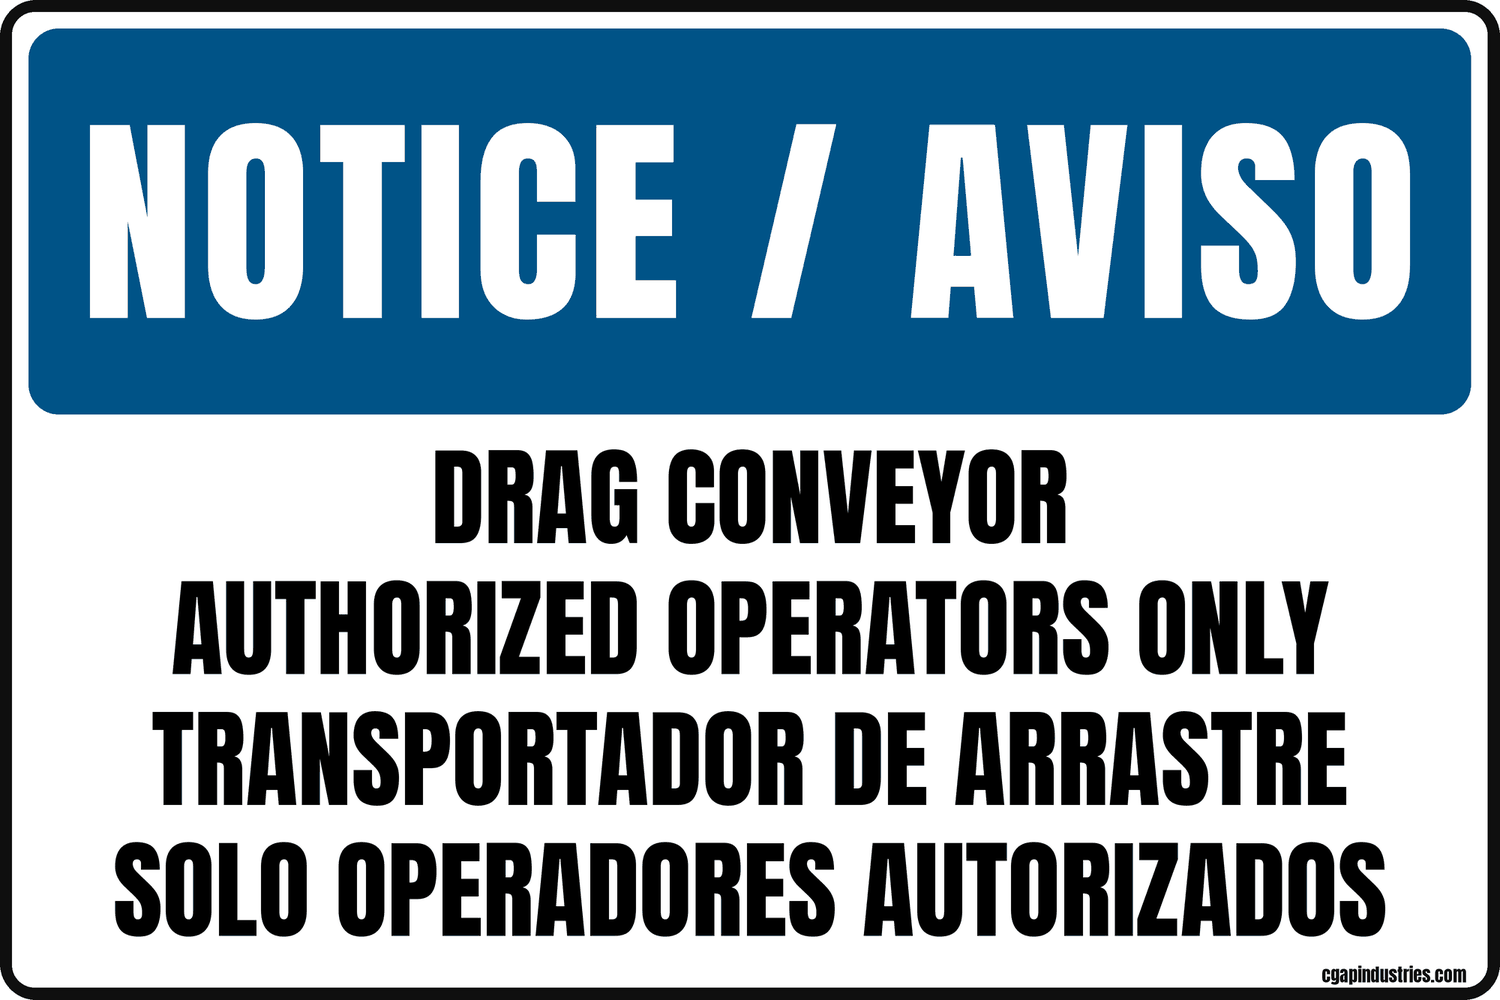 NOTICE / AVISO
DRAG CONVEYOR
AUTHORIZED OPERATORS ONLY
TRANSPORTADOR DE ARRASTRE
SOLO OPERADORES AUTORIZADOS
cgapindustries.com